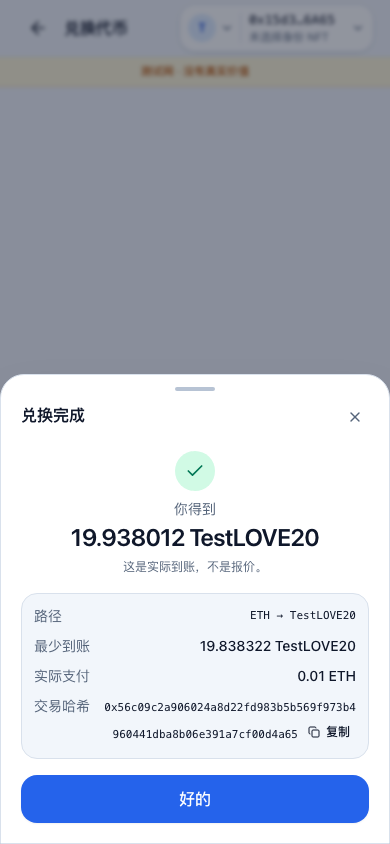 兑换代币
兑换完成
你得到
19.938012 TestLOVE20
这是实际到账，不是报价。
路径
ETH → TestLOVE20
最少到账
19.838322 TestLOVE20
实际支付
0.01 ETH
交易哈希
0x56c09c2a906024a8d22fd983b5b569f973b4
960441dba8b06e391a7cf00d4a65
复制
好的